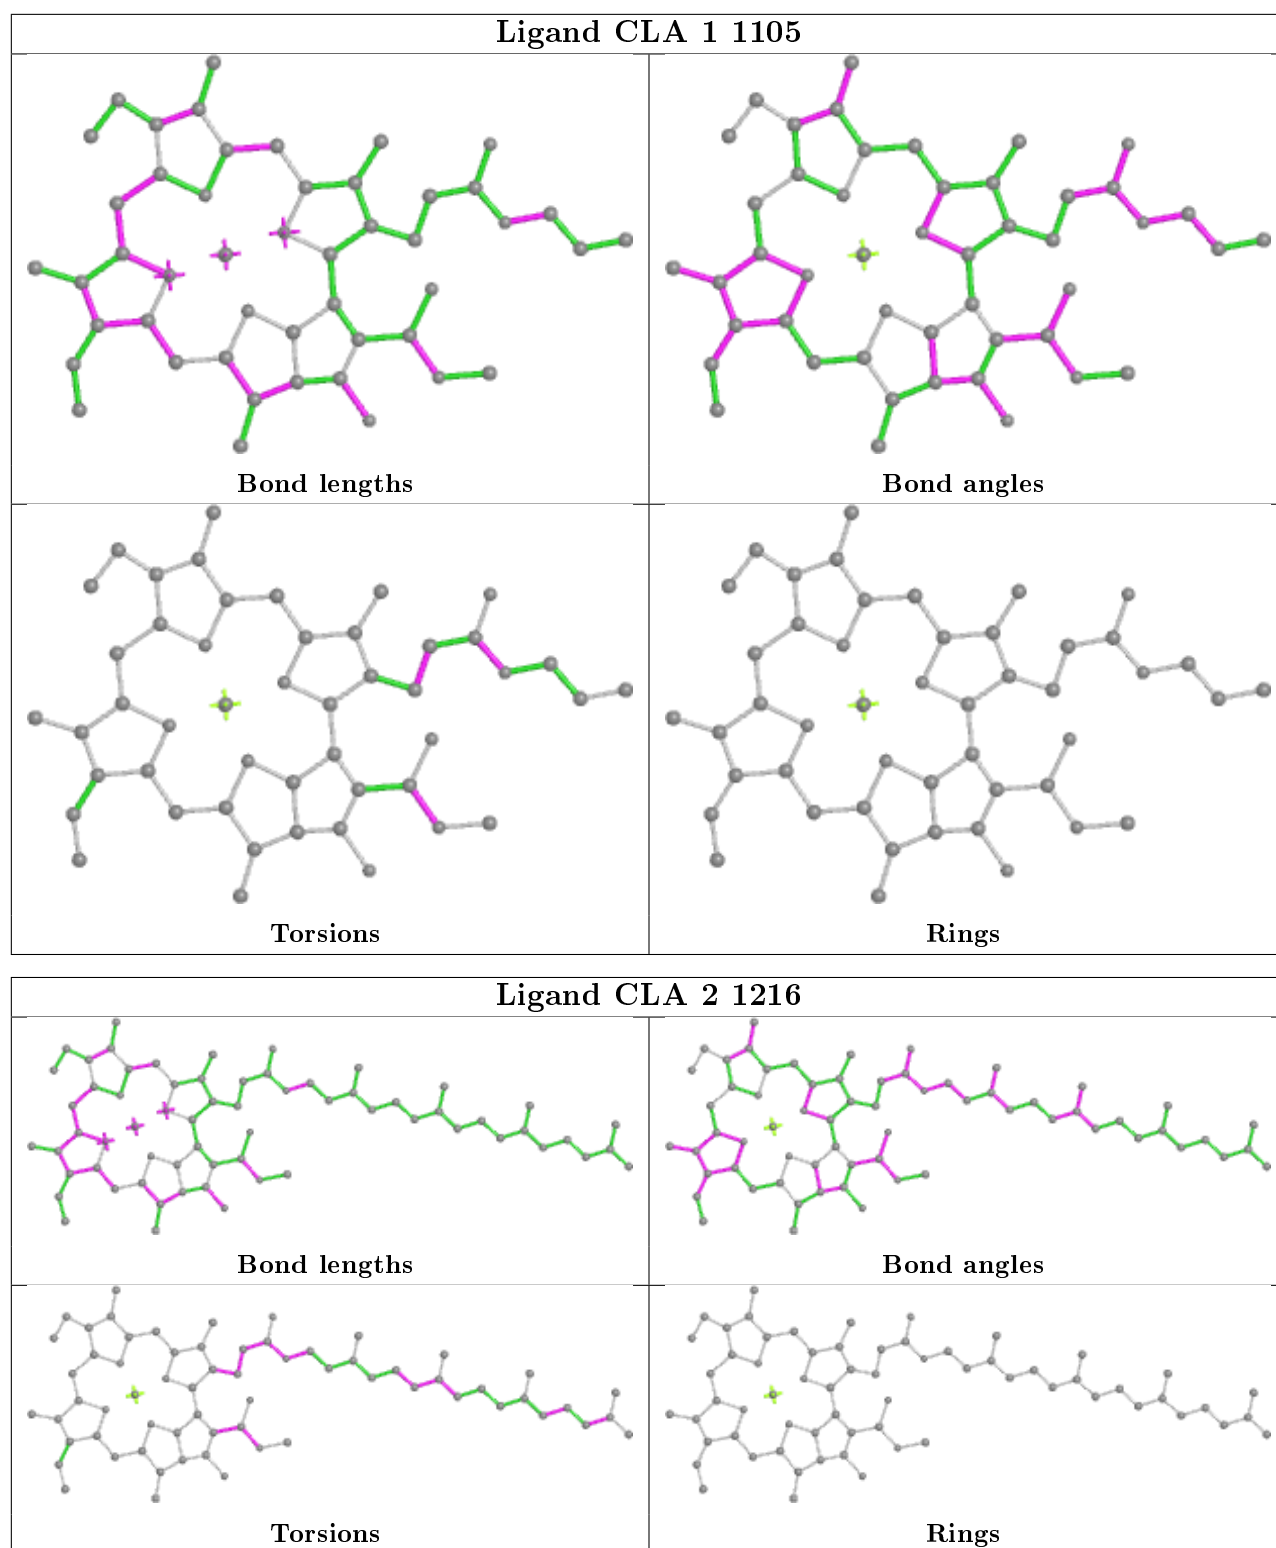 Ligand CLA 1 1105
Bond lengths
Bond angles
Torsions
Rings
Ligand CLA 2 1216
Bond lengths
Bond angles
Torsions
Rings